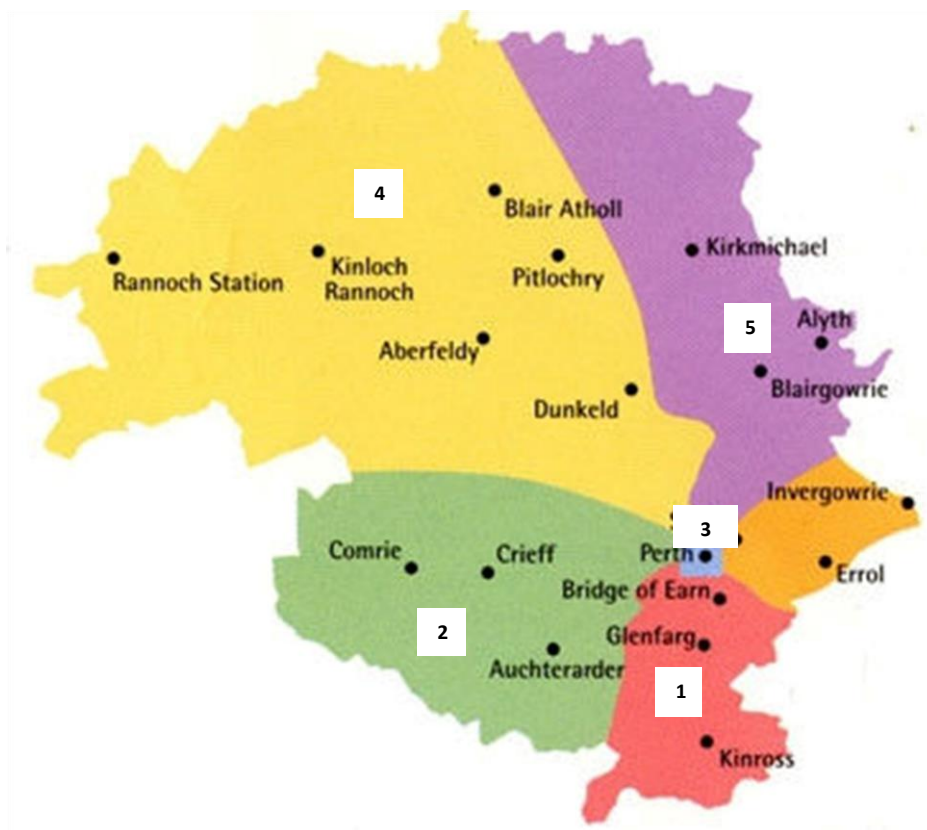 4
Blair Atholl
Kirkmichael
Rannoch Station
Kinloch
Rannoch
Pitlochry
5
Alyth
Aberfeldy
Blairgowrie
Dunkeld
Invergowrie
3
Comrie
Crieff
Perth
Errol
Bridge of Earn
2
Glenfarg
Auchterarder
1
Kinross